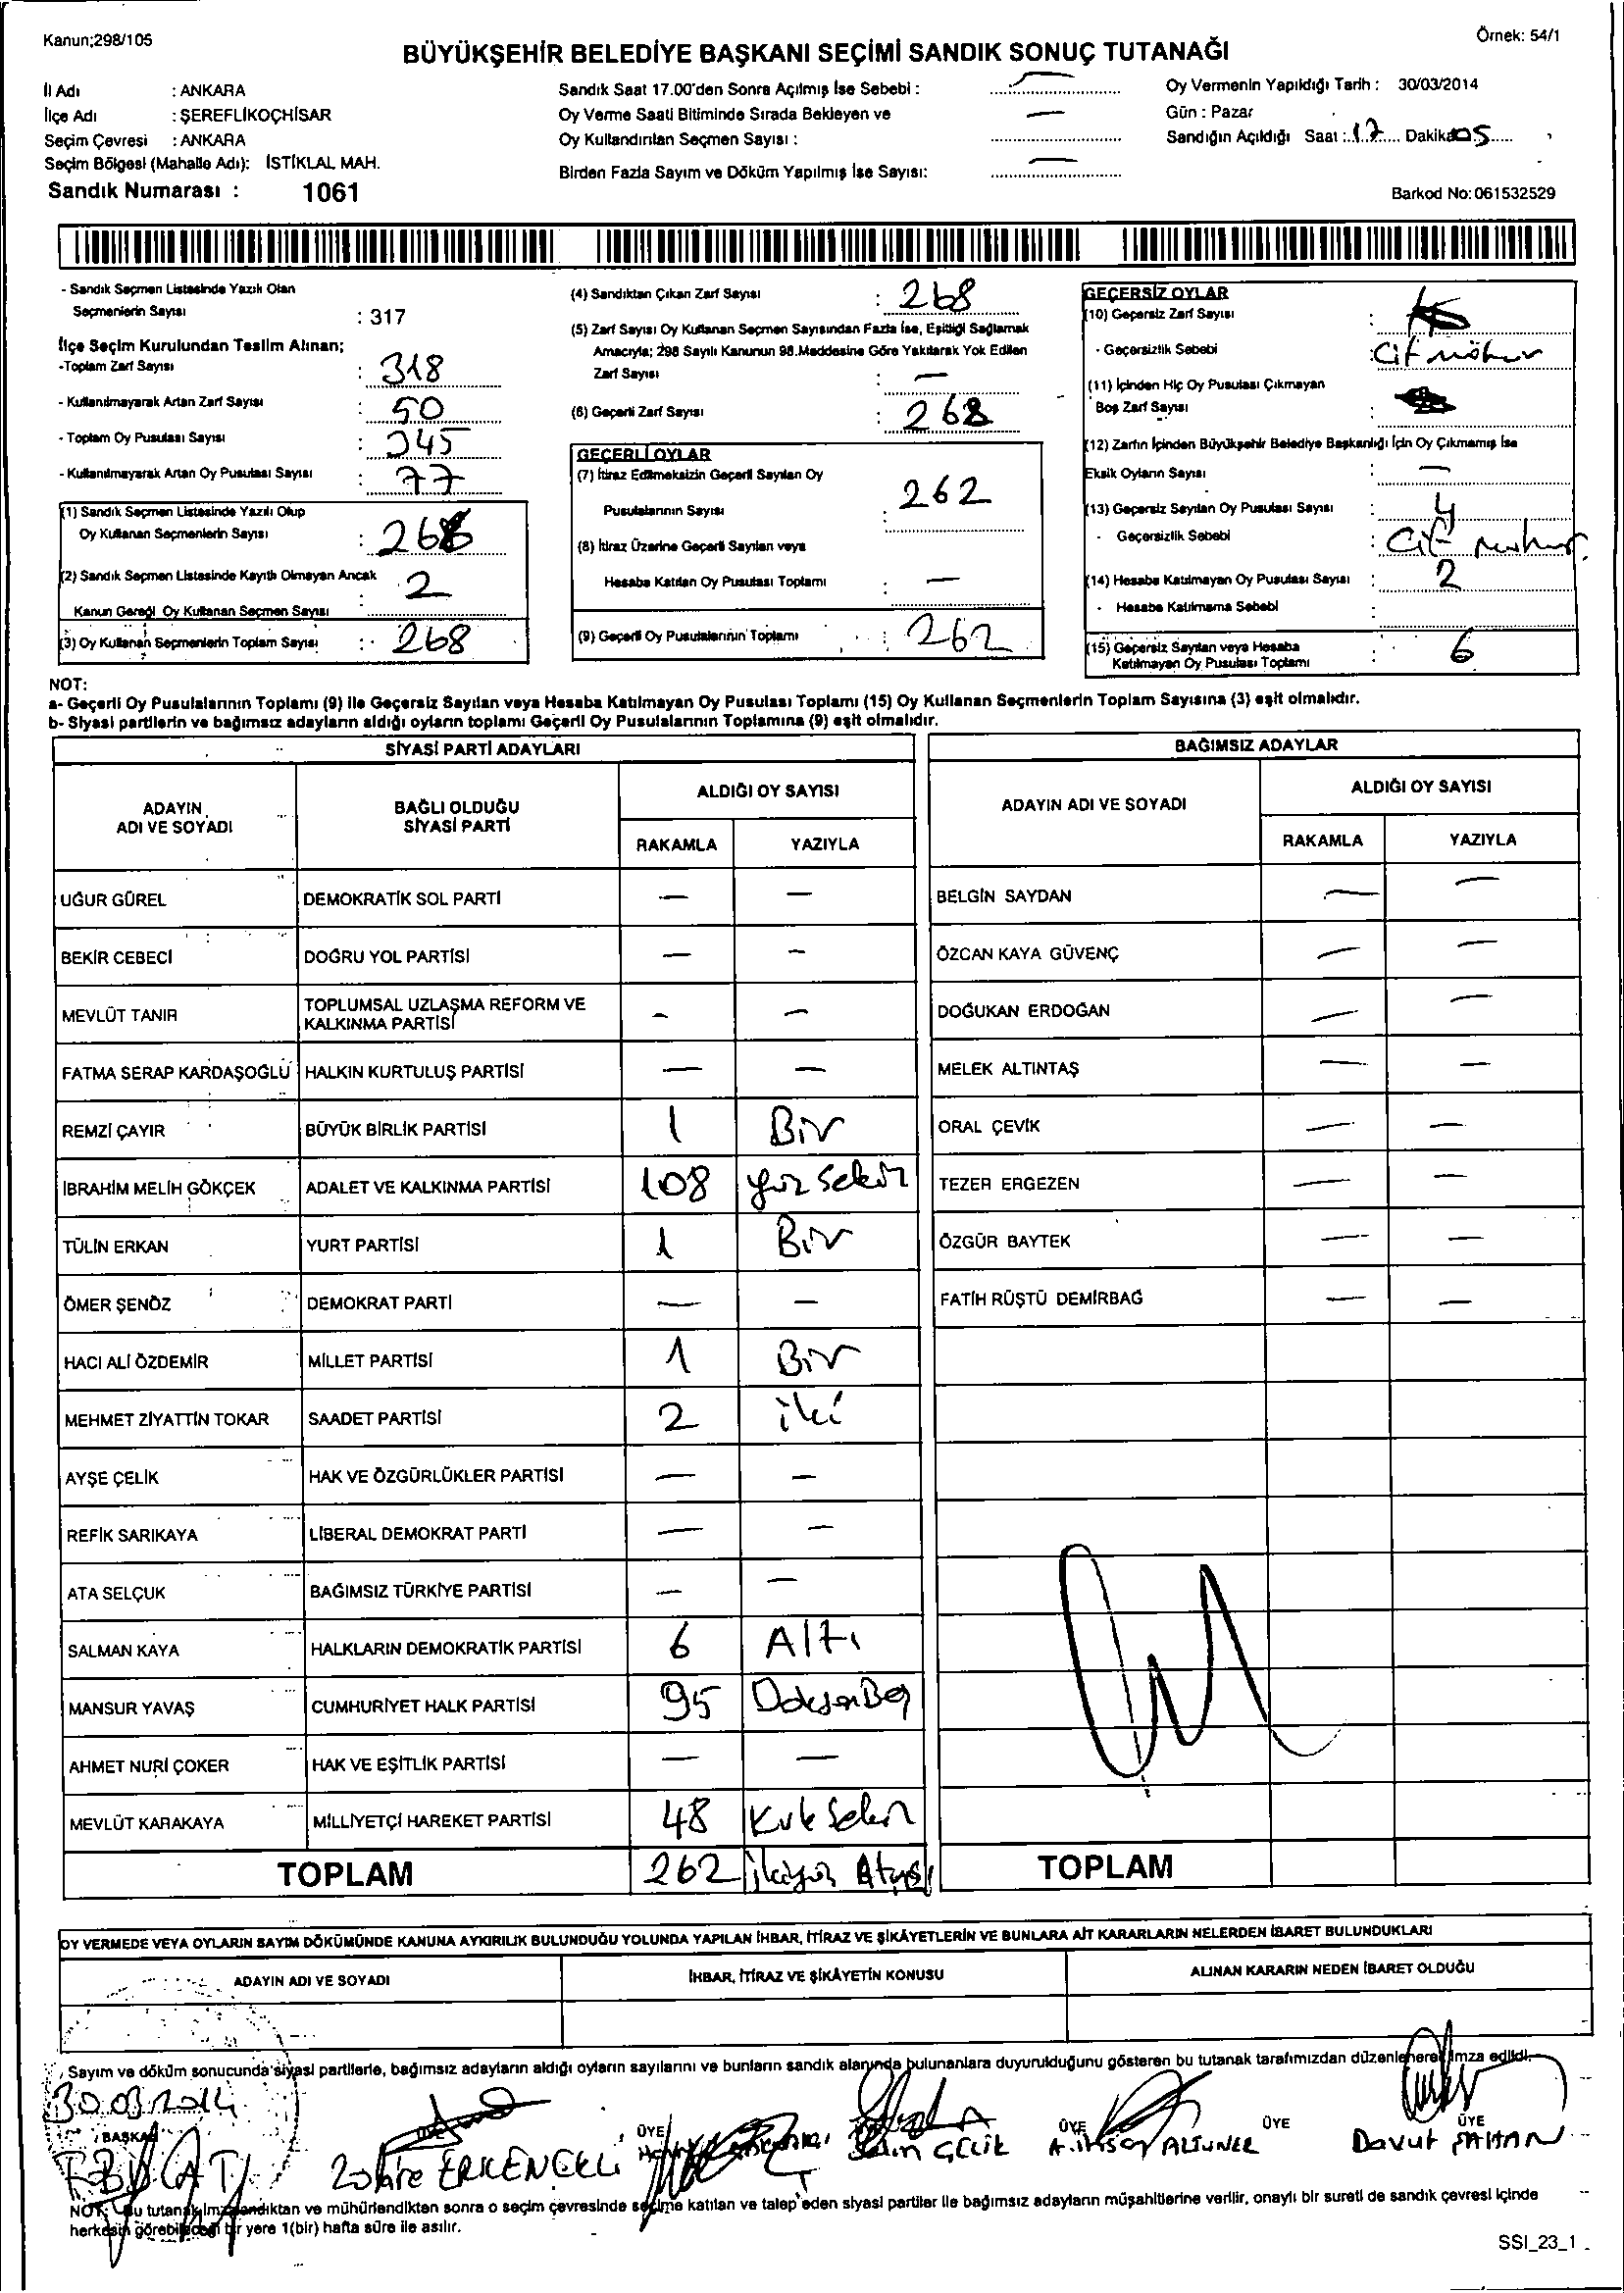 Kanun;298/105
Örnek: 54/1
BÜYÜKŞEHİR BELEDİYE BAŞKANI SEÇİMİ SANDIK SONUÇ TUTANAĞI
İl Adı : ANKARA
İlçe Adı : ŞEREFLİKOÇHİSAR
Seçim Çevresi : ANKARA
Seçim Bölgesi (Mahalle Adı): İSTİKLAL MAH.
Sandık Numarası : 1061
Sandık Saat 17.00'den Sonra Açılmış İse Sebebi : —
Oy Verme Saati Bitiminde Sırada Bekleyen ve
Oy Kullandırılan Seçmen Sayısı : —
Birden Fazla Sayım ve Döküm Yapılmış İse Sayısı: —
Oy Vermenin Yapıldığı Tarih : 30/03/2014
Gün : Pazar
Sandığın Açıldığı Saat : 17 Dakika 05
Barkod No: 061532529
- Sandık Seçmen Listesinde Yazılı Olan
Seçmenlerin Sayısı : 317
İlçe Seçim Kurulundan Teslim Alınan;
-Toplam Zarf Sayısı : 318
- Kullanılmayarak Artan Zarf Sayısı : 50
- Toplam Oy Pusulası Sayısı : 345
- Kullanılmayarak Artan Oy Pusulası Sayısı : 77
(1) Sandık Seçmen Listesinde Yazılı Olup
Oy Kullanan Seçmenlerin Sayısı :
(2) Sandık Seçmen Listesinde Kayıtlı Olmayan Ancak
Kanun Gereği Oy Kullanan Seçmen Sayısı : 2
(3) Oy Kullanan Seçmenlerin Toplam Sayısı : 268
(4) Sandıktan Çıkan Zarf Sayısı : 268
(5) Zarf Sayısı Oy Kullanan Seçmen Sayısından Fazla İse, Eşitliği Sağlamak
Amacıyla; 298 Sayılı Kanunun 98.Maddesine Göre Yakılarak Yok Edilen
Zarf Sayısı : —
(6) Geçerli Zarf Sayısı : 268
GEÇERLİ OYLAR
(7) İtiraz Edilmeksizin Geçerli Sayılan Oy
Pusulalarının Sayısı : 262
(8) İtiraz Üzerine Geçerli Sayılan veya
Hesaba Katılan Oy Pusulası Toplamı : —
(9) Geçerli Oy Pusulalarının Toplamı : 262
GEÇERSİZ OYLAR
(10) Geçersiz Zarf Sayısı :
- Geçersizlik Sebebi : Cif möhur
(11) İçinden Hiç Oy Pusulası Çıkmayan
Boş Zarf Sayısı :
(12) Zarfın İçinden Büyükşehir Belediye Başkanlığı İçin Oy Çıkmamış İse
Eksik Oyların Sayısı : —
(13) Geçersiz Sayılan Oy Pusulası Sayısı : 4
- Geçersizlik Sebebi : Cif muhur
(14) Hesaba Katılmayan Oy Pusulası Sayısı : 2
- Hesaba Katılmama Sebebi :
(15) Geçersiz Sayılan veya Hesaba
Katılmayan Oy Pusulası Toplamı : 6
NOT:
a- Geçerli Oy Pusulalarının Toplamı (9) ile Geçersiz Sayılan veya Hesaba Katılmayan Oy Pusulası Toplamı (15) Oy Kullanan Seçmenlerin Toplam Sayısına (3) eşit olmalıdır.
b- Siyasi partilerin ve bağımsız adayların aldığı oyların toplamı Geçerli Oy Pusulalarının Toplamına (9) eşit olmalıdır.
SİYASİ PARTİ ADAYLARI
ADAYIN ADI VE SOYADI
BAĞLI OLDUĞU SİYASİ PARTİ
ALDIĞI OY SAYISI
RAKAMLA YAZIYLA
UĞUR GÜREL DEMOKRATİK SOL PARTİ — —
BEKİR CEBECİ DOĞRU YOL PARTİSİ — —
MEVLÜT TANIR TOPLUMSAL UZLAŞMA REFORM VE KALKINMA PARTİSİ — —
FATMA SERAP KARDAŞOĞLU HALKIN KURTULUŞ PARTİSİ — —
REMZİ ÇAYIR BÜYÜK BİRLİK PARTİSİ 1 Bir
İBRAHİM MELİH GÖKÇEK ADALET VE KALKINMA PARTİSİ 108 yüz sekiz
TÜLİN ERKAN YURT PARTİSİ 1 Bir
ÖMER ŞENÖZ DEMOKRAT PARTİ — —
HACI ALİ ÖZDEMİR MİLLET PARTİSİ 1 Bir
MEHMET ZİYATTİN TOKAR SAADET PARTİSİ 2 iki
AYŞE ÇELİK HAK VE ÖZGÜRLÜKLER PARTİSİ — —
REFİK SARIKAYA LİBERAL DEMOKRAT PARTİ — —
ATA SELÇUK BAĞIMSIZ TÜRKİYE PARTİSİ — —
SALMAN KAYA HALKLARIN DEMOKRATİK PARTİSİ 6 Altı
MANSUR YAVAŞ CUMHURİYET HALK PARTİSİ 95 DoksanBeş
AHMET NURİ ÇOKER HAK VE EŞİTLİK PARTİSİ — —
MEVLÜT KARAKAYA MİLLİYETÇİ HAREKET PARTİSİ 48 Kırk Sekiz
TOPLAM 262 ikiyüz
BAĞIMSIZ ADAYLAR
ADAYIN ADI VE SOYADI
ALDIĞI OY SAYISI
RAKAMLA YAZIYLA
BELGİN SAYDAN — —
ÖZCAN KAYA GÜVENÇ — —
DOĞUKAN ERDOĞAN — —
MELEK ALTINTAŞ — —
ORAL ÇEVİK — —
TEZER ERGEZEN — —
ÖZGÜR BAYTEK — —
FATİH RÜŞTÜ DEMİRBAĞ — —
TOPLAM
OY VERMEDE VEYA OYLARIN SAYIM DÖKÜMÜNDE KANUNA AYKIRILIK BULUNDUĞU YOLUNDA YAPILAN İHBAR, İTİRAZ VE ŞİKÂYETLERİN VE BUNLARA AİT KARARLARIN NELERDEN İBARET BULUNDUKLARI
ADAYIN ADI VE SOYADI
İHBAR, İTİRAZ VE ŞİKÂYETİN KONUSU
ALINAN KARARIN NEDEN İBARET OLDUĞU
Sayım ve döküm sonucunda siyasi partilerle, bağımsız adayların aldığı oyların sayılarını ve bunların sandık alanında bulunanlara duyurulduğunu gösteren bu tutanak tarafımızdan düzenlenerek imza edildi.
30.03.2014
BAŞKAN ÜYE ÜYE ÜYE ÜYE
Zahire ERKENEKLİ ÇELİK A.ihsan ALTUNER Davut ŞAHAN
NOT: Bu tutanak imzalandıktan ve mühürlendikten sonra o seçim çevresinde seçime katılan ve talep eden siyasi partiler ile bağımsız adayların müşahitlerine verilir, onaylı bir sureti de sandık çevresi içinde
herkesin görebileceği bir yere 1(bir) hafta süre ile asılır.
SSI_23_1